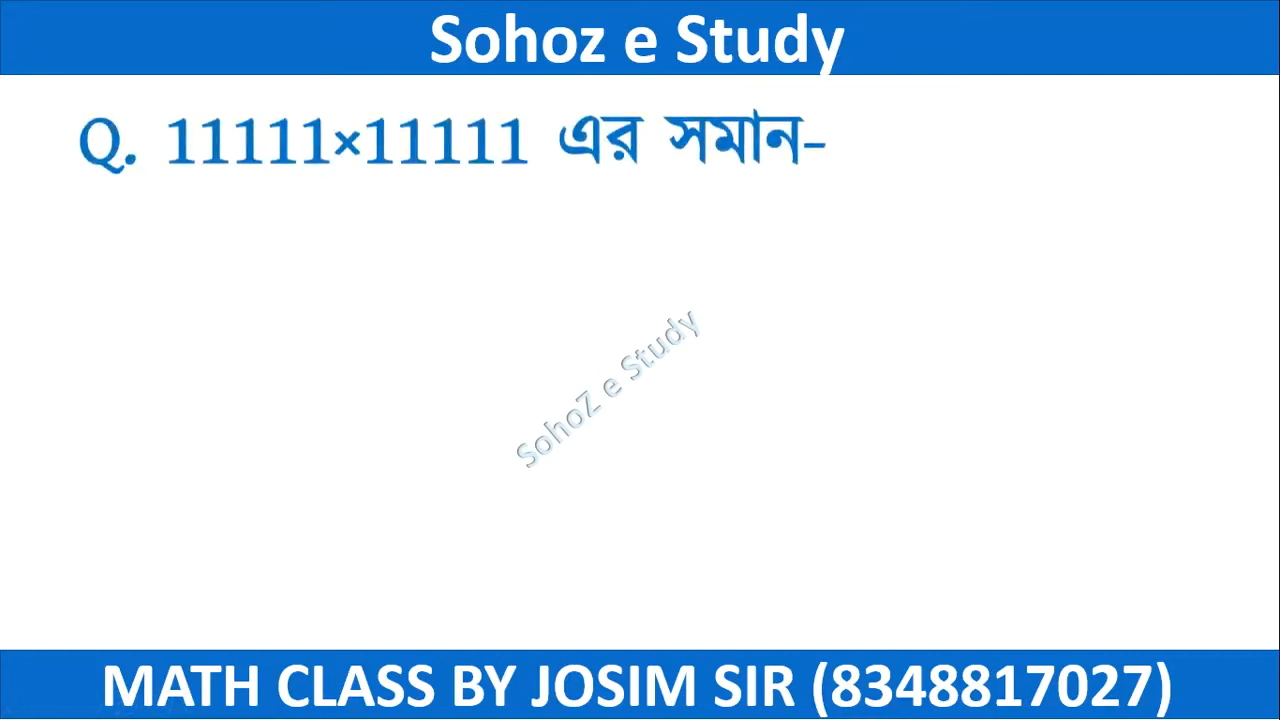 Sohoz e Study
Q. 11111×11111 এর সমান-
SohoZ e Study
MATH CLASS BY JOSIM SIR (8348817027)